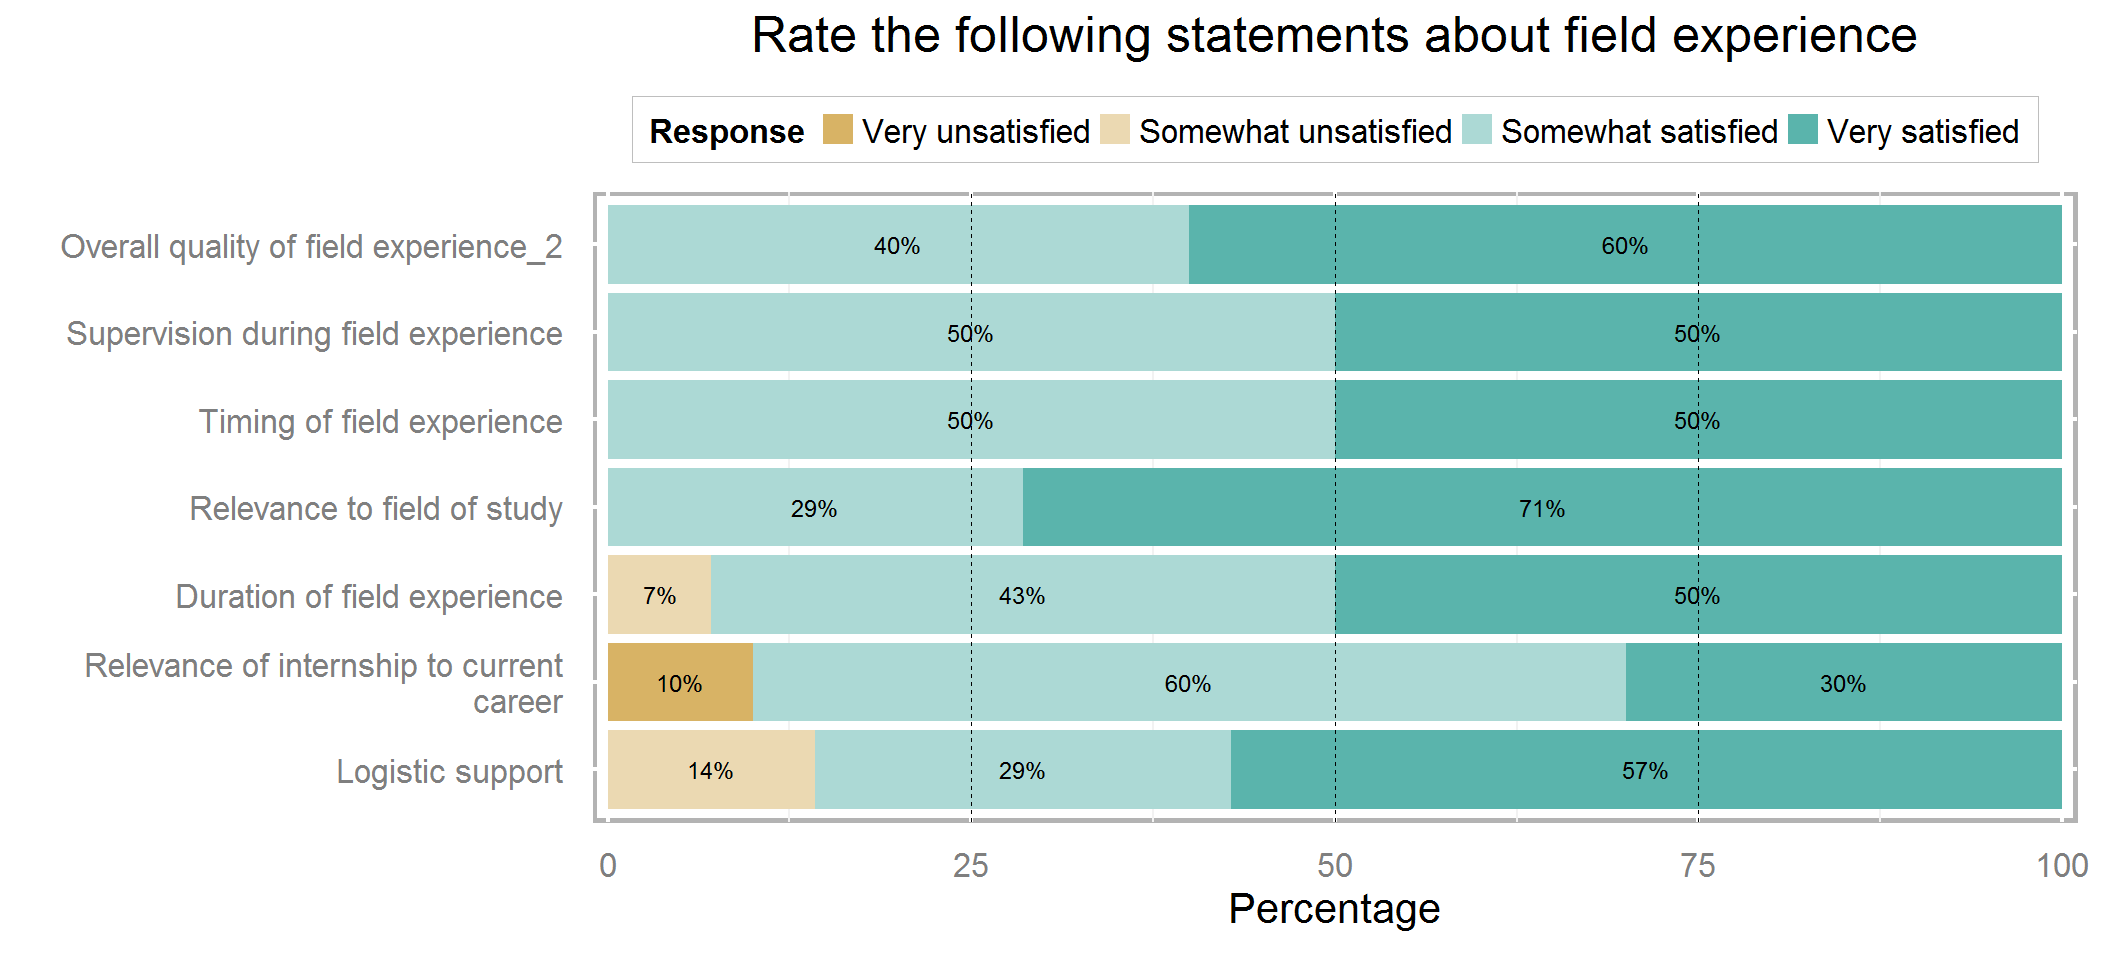 Rate the following statements about field experience
Response Very unsatisfied Somewhat unsatisfied Somewhat satisfied Very satisfied
Overall quality of field experience_2 40% 60%
Supervision during field experience 50% 50%
Timing of field experience 50% 50%
Relevance to field of study 29% 71%
Duration of field experience 7% 43% 50%
Relevance of internship to current
career 10% 60% 30%
Logistic support 14% 29% 57%
0 25 50 75 100
Percentage